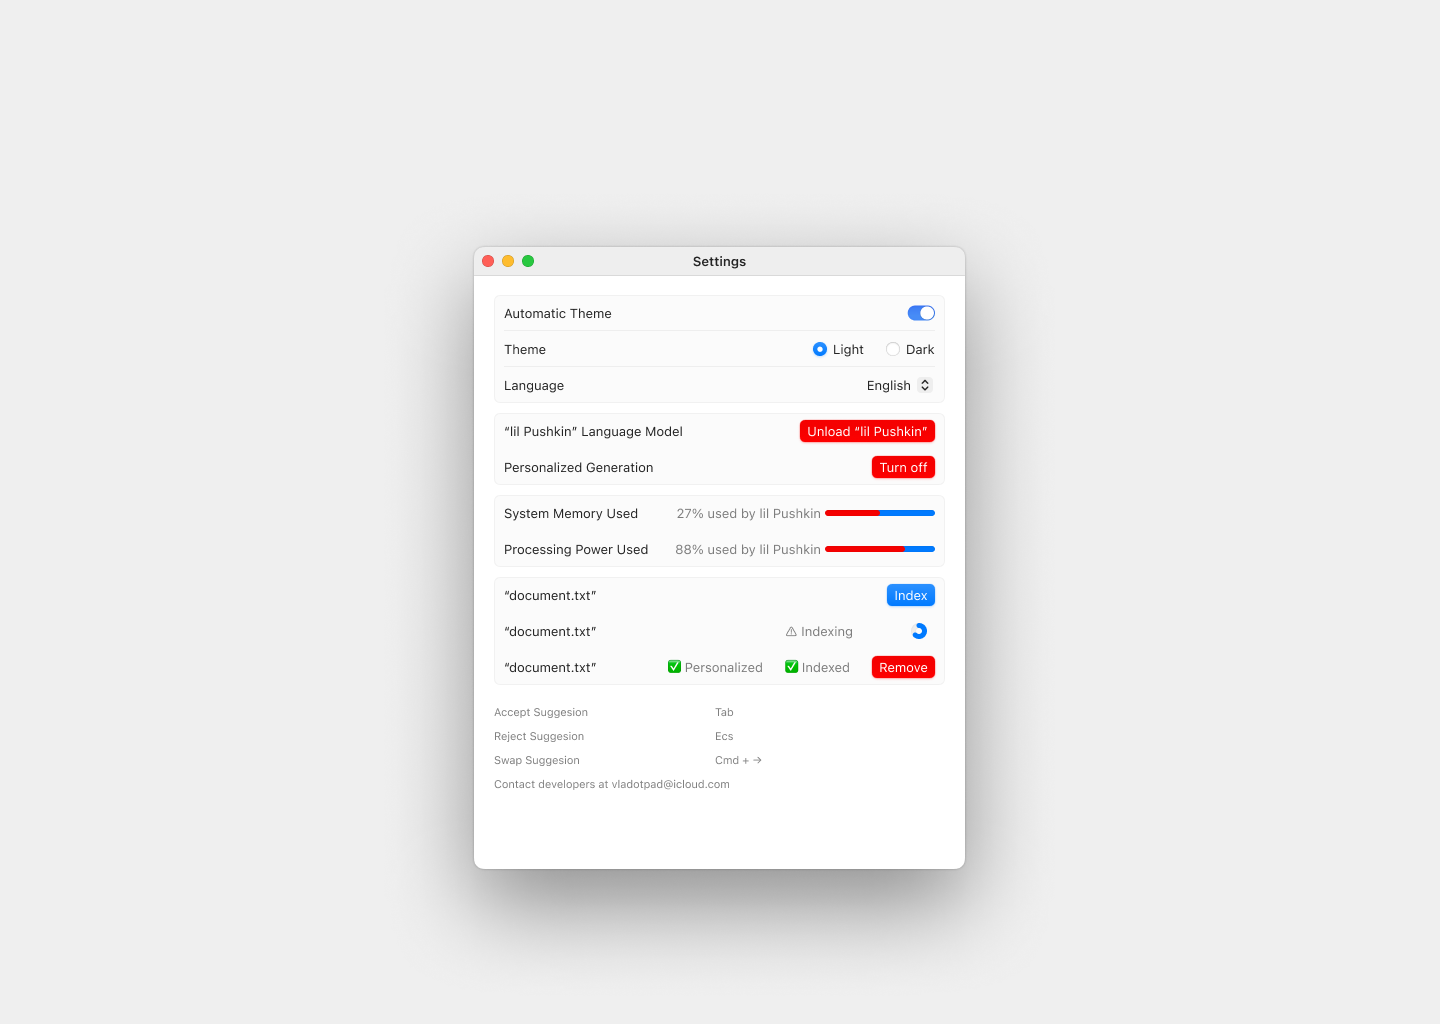 Settings
Automatic Theme
Theme Light Dark
Language English
“lil Pushkin” Language Model Unload “lil Pushkin”
Personalized Generation Turn off
System Memory Used 27% used by lil Pushkin
Processing Power Used 88% used by lil Pushkin
“document.txt” Index
“document.txt” ⚠ Indexing
“document.txt” ✅ Personalized ✅ Indexed Remove
Accept Suggesion Tab
Reject Suggesion Ecs
Swap Suggesion Cmd + →
Contact developers at vladotpad@icloud.com